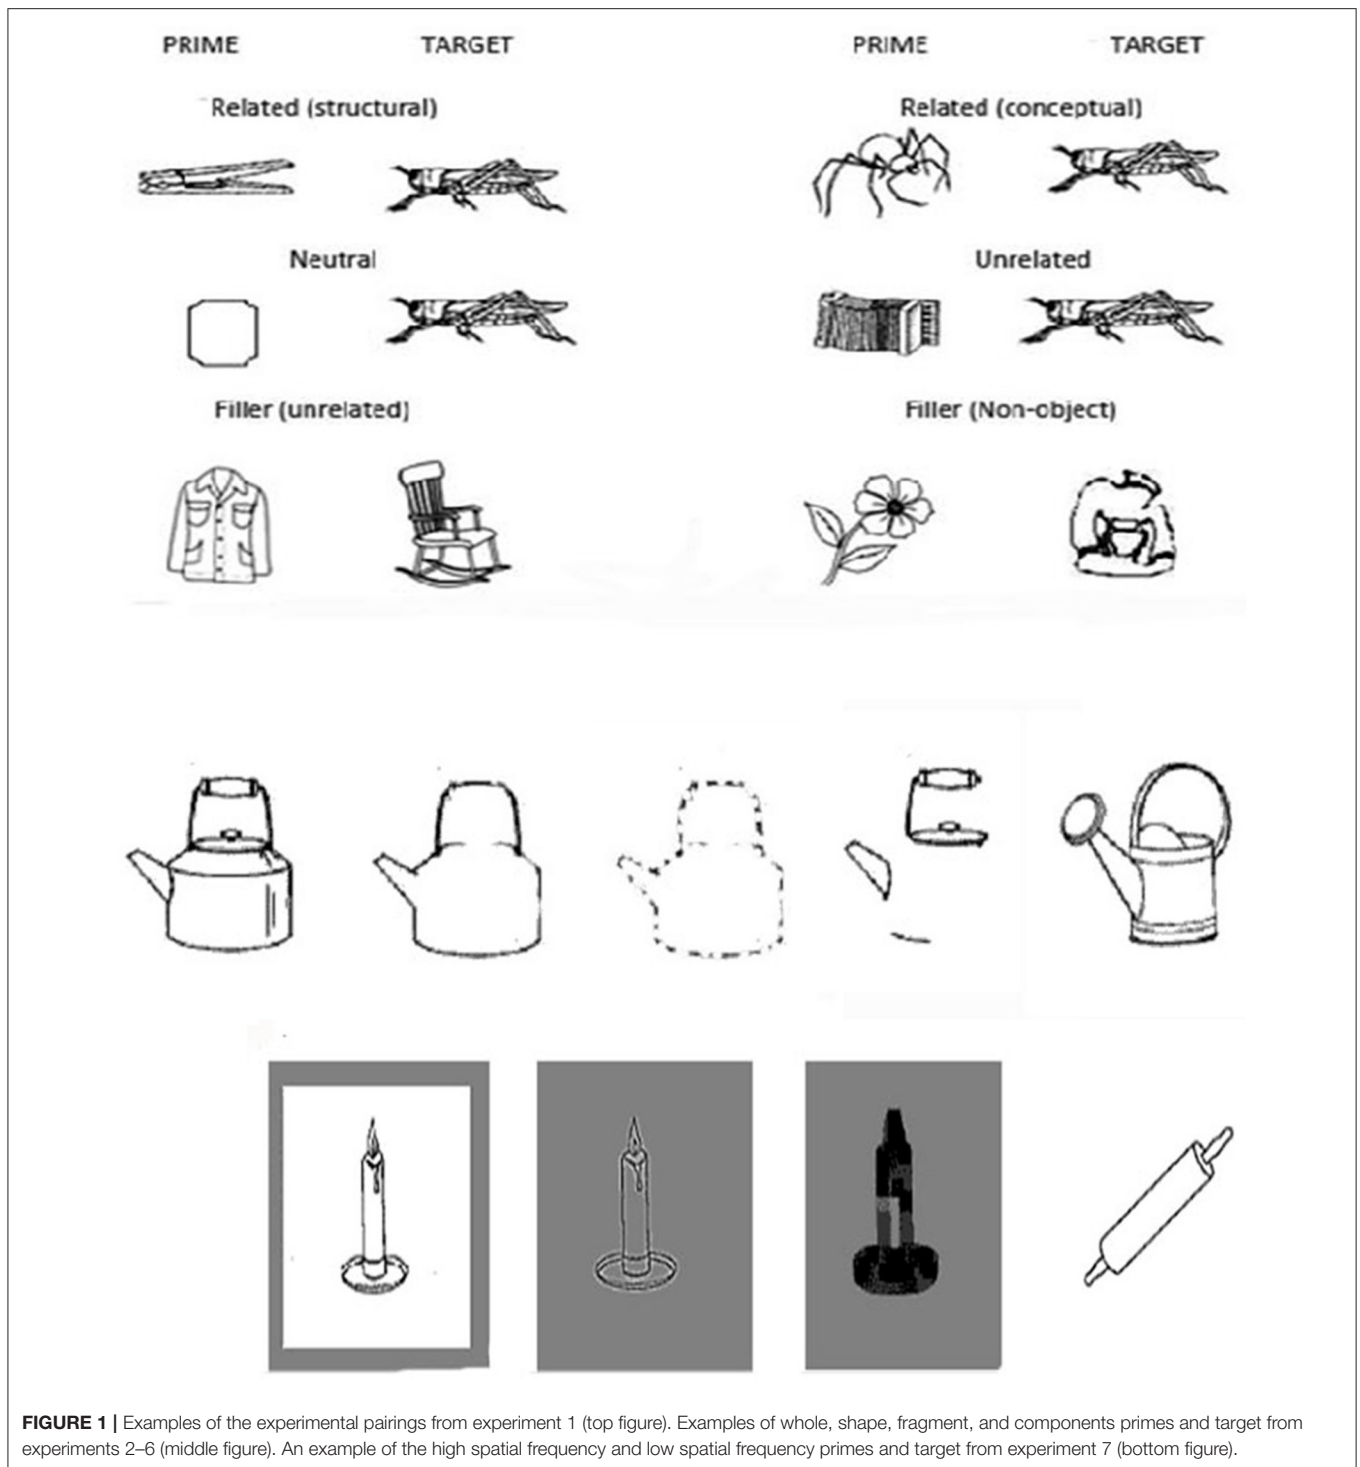 PRIME TARGET PRIME TARGET
Related (structural) Related (conceptual)
Neutral Unrelated
Filler (unrelated) Filler (Non-object)
FIGURE 1 | Examples of the experimental pairings from experiment 1 (top figure). Examples of whole, shape, fragment, and components primes and target from
experiments 2–6 (middle figure). An example of the high spatial frequency and low spatial frequency primes and target from experiment 7 (bottom figure).